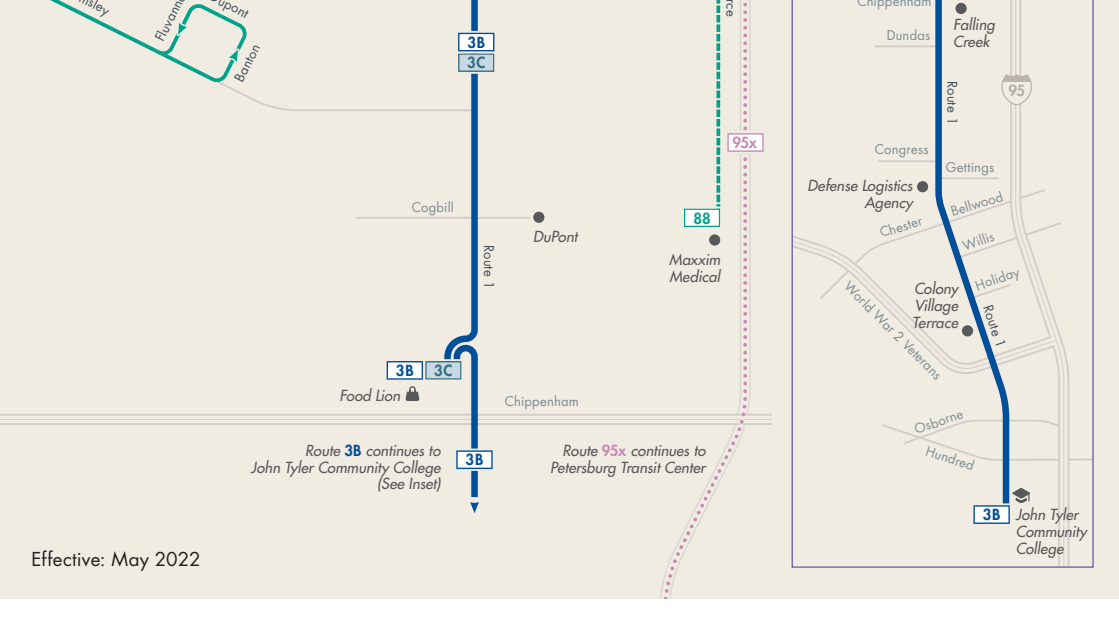 Banton
3B
3C
Cogbill
DuPont
Route 1
88
Maxxim
Medical
95x
3B
3C
Food Lion
Chippenham
Route 3B continues to
John Tyler Community College
(See Inset)
3B
Route 95x continues to
Petersburg Transit Center
Effective: May 2022
Chippenham
Falling
Creek
Dundas
95
Route 1
Congress
Gettings
Defense Logistics
Agency
Bellwood
Chester
Willis
Holiday
Colony
Village
Terrace
Route 1
World War 2 Veterans
Osborne
Hundred
3B
John Tyler
Community
College